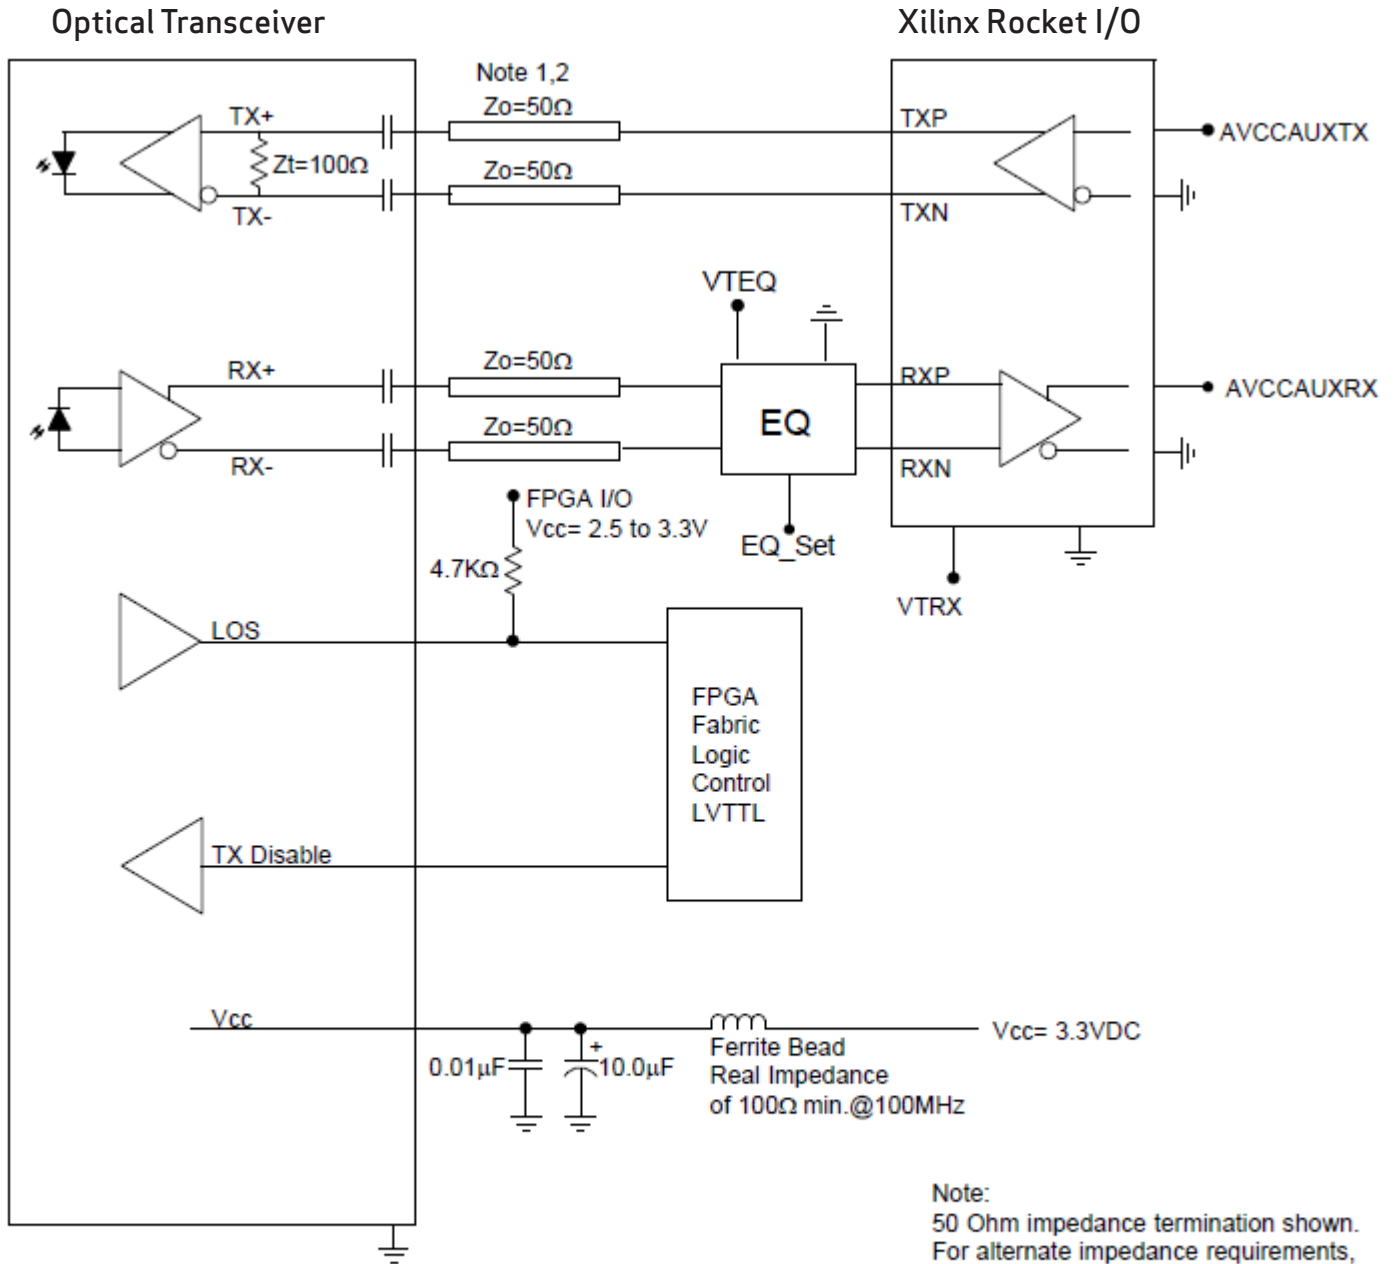 Optical Transceiver
Xilinx Rocket I/O
Note 1,2
Zo=50Ω
TX+
TXP
AVCCAUXTX
Zt=100Ω
Zo=50Ω
TX-
TXN
VTEQ
Zo=50Ω
RX+
RXP
AVCCAUXRX
EQ
Zo=50Ω
RX-
RXN
FPGA I/O
Vcc= 2.5 to 3.3V
EQ_Set
4.7KΩ
VTRX
LOS
FPGA
Fabric
Logic
Control
LVTTL
TX Disable
Vcc
Vcc= 3.3VDC
0.01µF
+
10.0µF
Ferrite Bead
Real Impedance
of 100Ω min.@100MHz
Note:
50 Ohm impedance termination shown.
For alternate impedance requirements,